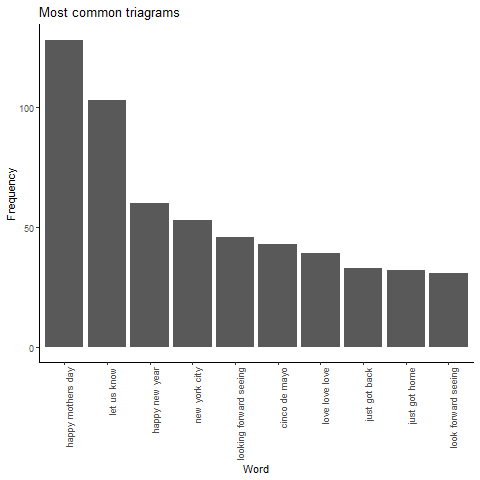 Most common triagrams
Frequency
100
50
0
happy mothers day
let us know
happy new year
new york city
looking forward seeing
cinco de mayo
love love love
just got back
just got home
look forward seeing
Word